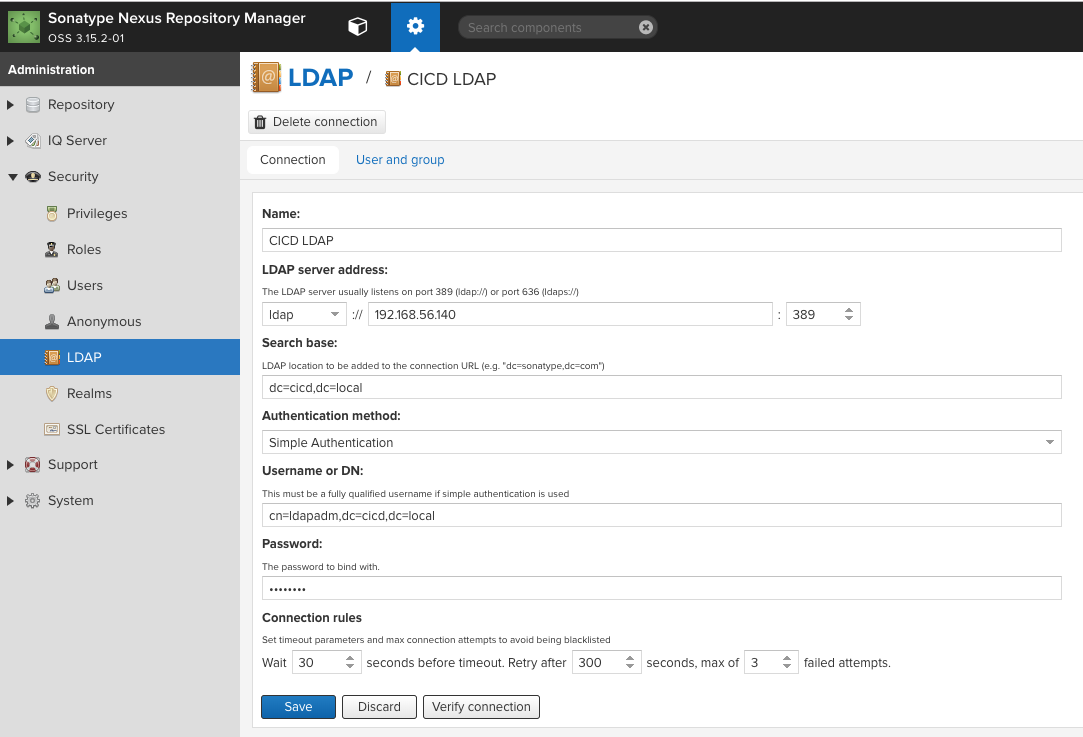 Sonatype Nexus Repository Manager
OSS 3.15.2-01
Search components
Administration
Repository
IQ Server
Security
Privileges
Roles
Users
Anonymous
LDAP
Realms
SSL Certificates
Support
System
LDAP / CICD LDAP
Delete connection
Connection User and group
Name:
CICD LDAP
LDAP server address:
The LDAP server usually listens on port 389 (ldap://) or port 636 (ldaps://)
ldap :// 192.168.56.140 : 389
Search base:
LDAP location to be added to the connection URL (e.g. "dc=sonatype,dc=com")
dc=cicd,dc=local
Authentication method:
Simple Authentication
Username or DN:
This must be a fully qualified username if simple authentication is used
cn=ldapadm,dc=cicd,dc=local
Password:
The password to bind with.
••••••••
Connection rules
Set timeout parameters and max connection attempts to avoid being blacklisted
Wait 30 seconds before timeout. Retry after 300 seconds, max of 3 failed attempts.
Save Discard Verify connection